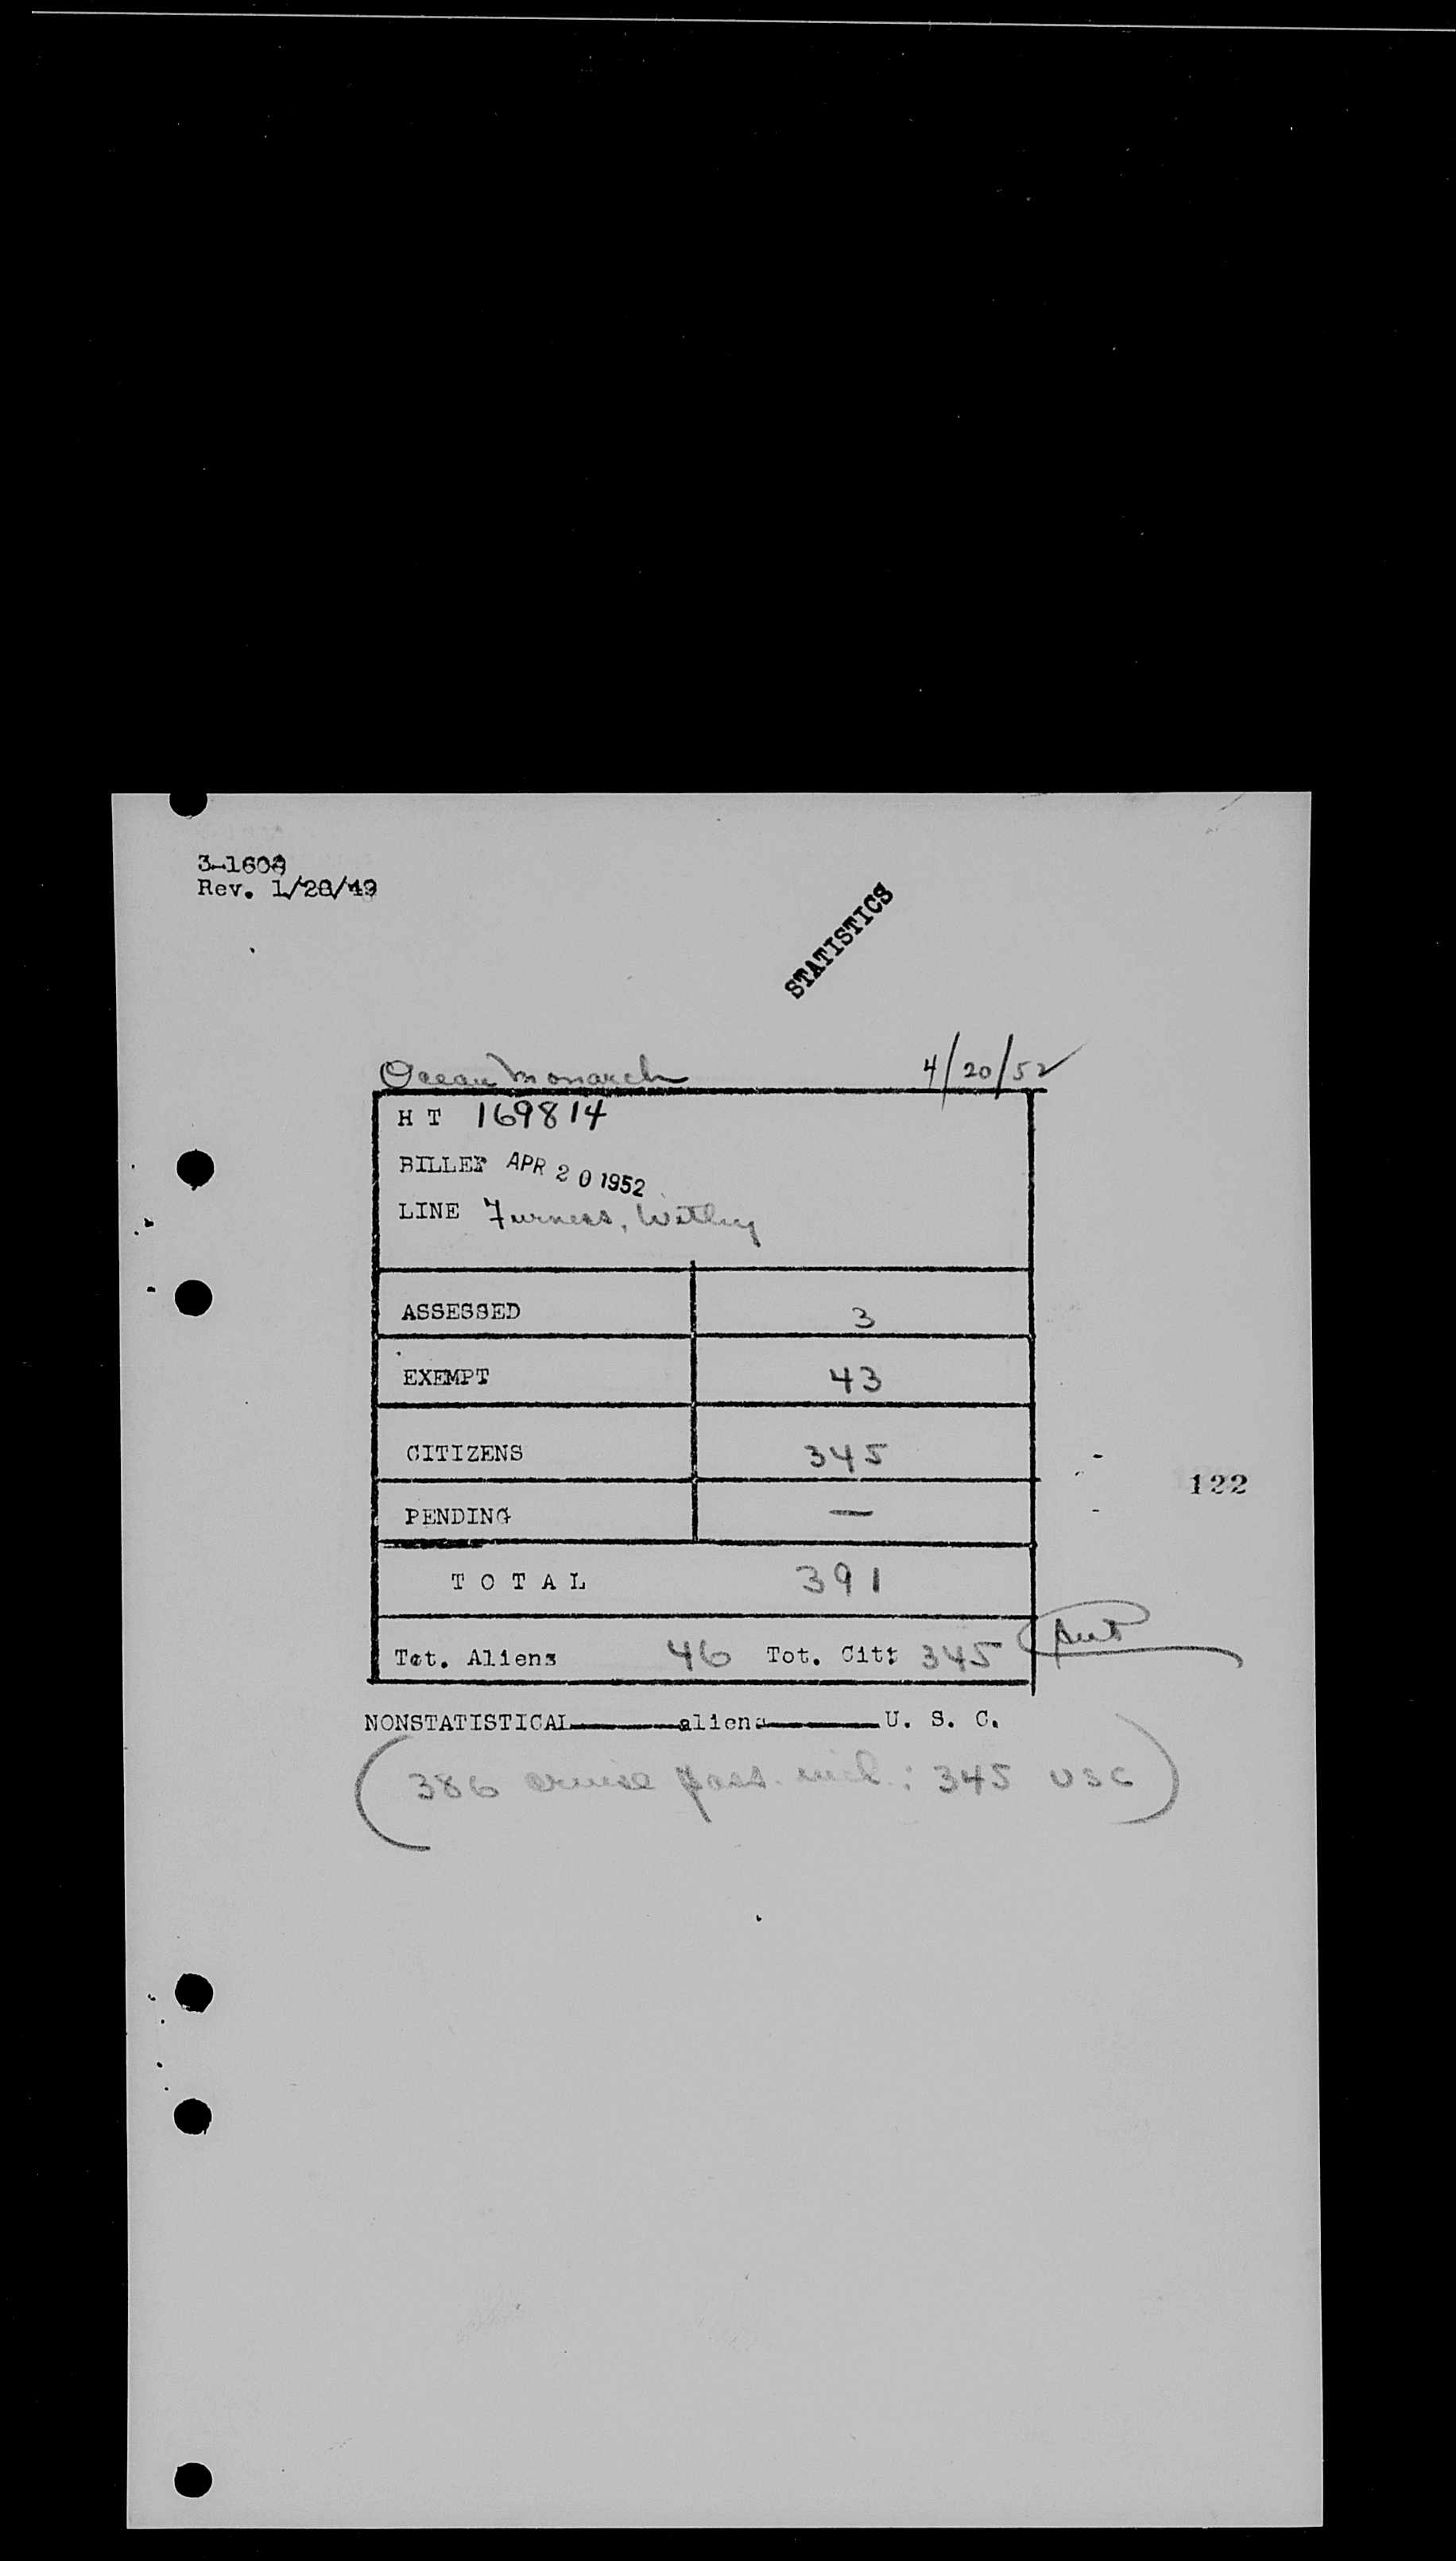 3-1608
Rev. 1/28/49
STATISTICS
Ocean Monarch 4/20/52
H T 169814
BILLET APR 20 1952
LINE Furness, Withy
ASSESSED 3
EXEMPT 43
CITIZENS 345
PENDING —
122
T O T A L 391
Tot. Aliens 46 Tot. Cit: 345
NONSTATISTICAL aliens U. S. C.
(386 cruise pass. incl.: 345 USC)